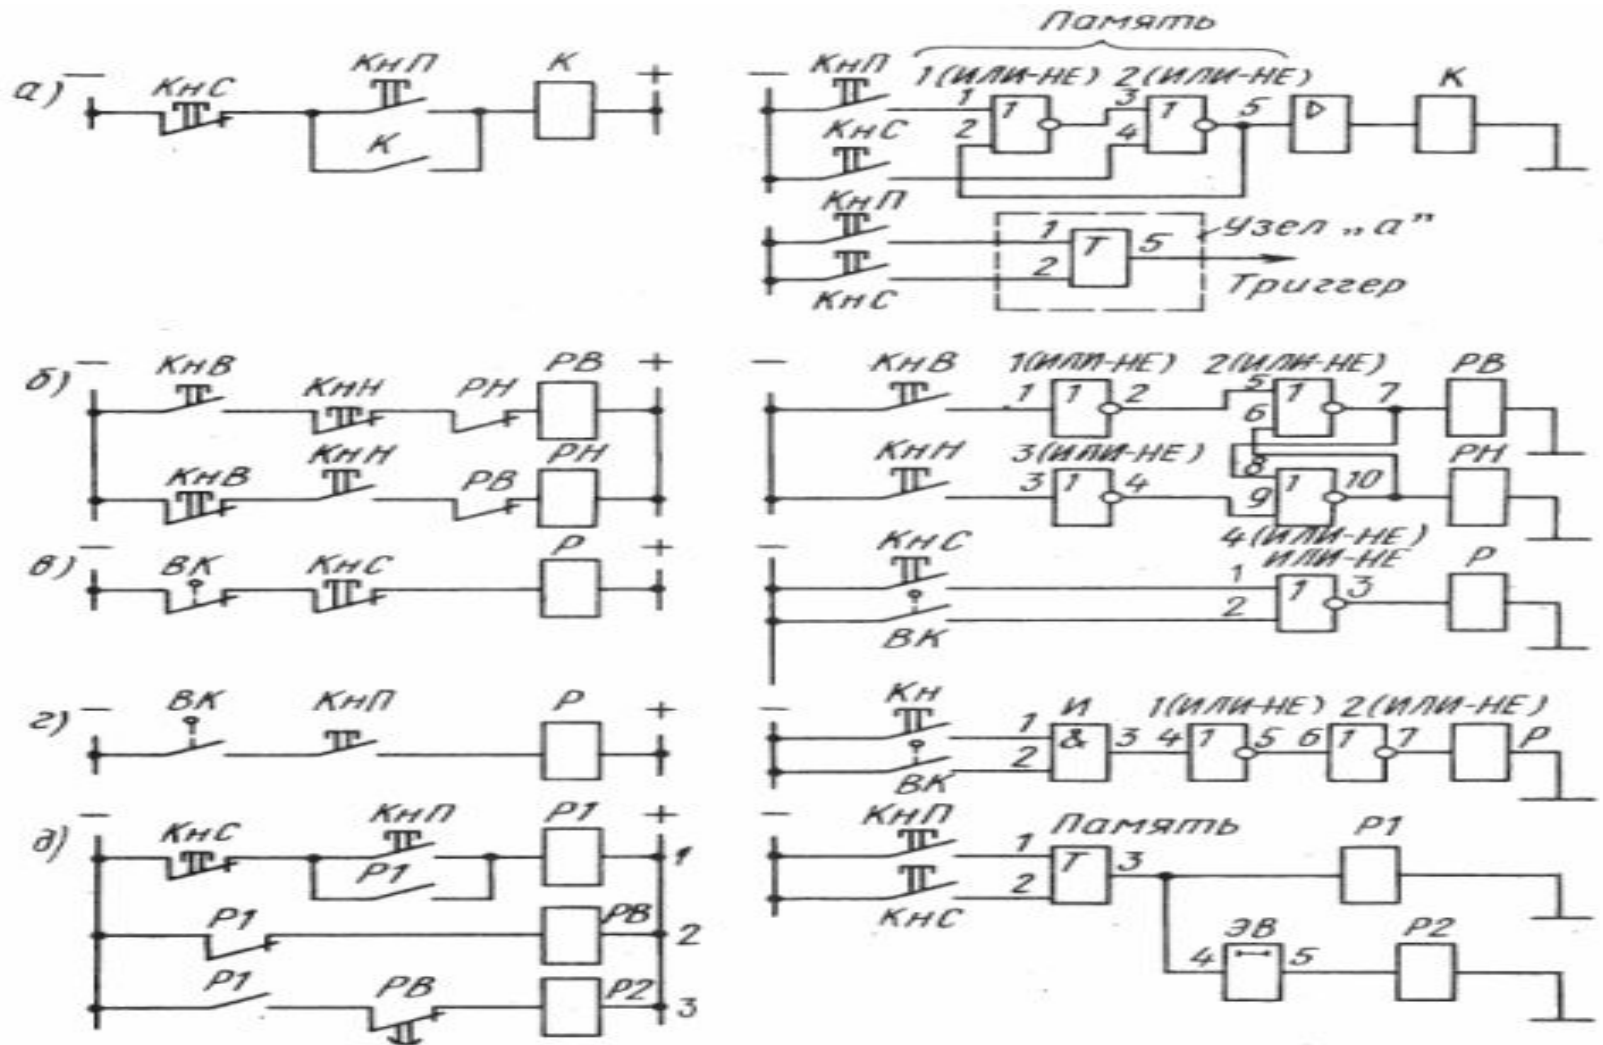 Память
а) − КнС КнП К +
К
− КнП 1(ИЛИ-НЕ) 2(ИЛИ-НЕ) К
1 1 3 1 5
2 4
КнС
КнП
1 Т 5 Узел „а”
2 Триггер
КнС
б) − КнВ КнН РН РВ +
КнВ КнН РВ РН
− КнВ 1(ИЛИ-НЕ) 2(ИЛИ-НЕ) РВ
1 1 2 5 1 7
6
КнН 3(ИЛИ-НЕ) РН
3 1 4 8 1 10
9
4(ИЛИ-НЕ)
в) − ВК КнС Р +
− КнС ИЛИ-НЕ Р
1 1 3
2
ВК
г) − ВК КнП Р +
− Кн И 1(ИЛИ-НЕ) 2(ИЛИ-НЕ)
1 & 3 4 1 5 6 1 7 Р
2
ВК
д) − КнС КнП Р1 +
Р1 1
Р1 РВ 2
Р1 РВ Р2 3
− КнП Память Р1
1 Т 3
2
КнС ЭВ Р2
4 5